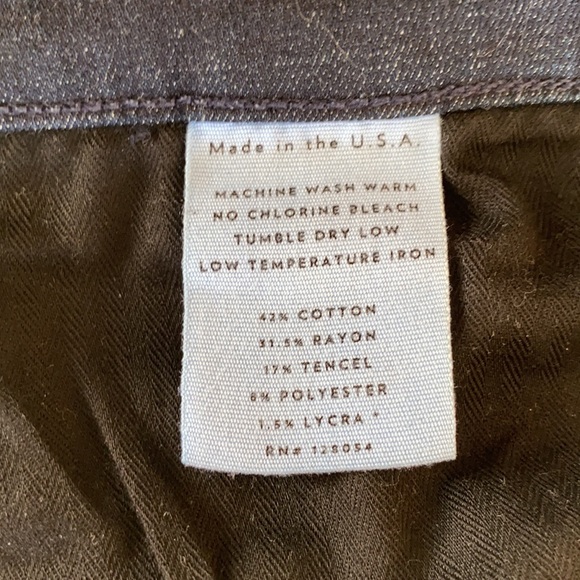 Made in the U.S.A.
MACHINE WASH WARM
NO CHLORINE BLEACH
TUMBLE DRY LOW
LOW TEMPERATURE IRON
42% COTTON
31.5% RAYON
17% TENCEL
8% POLYESTER
1.5% LYCRA ®
RN# 128054